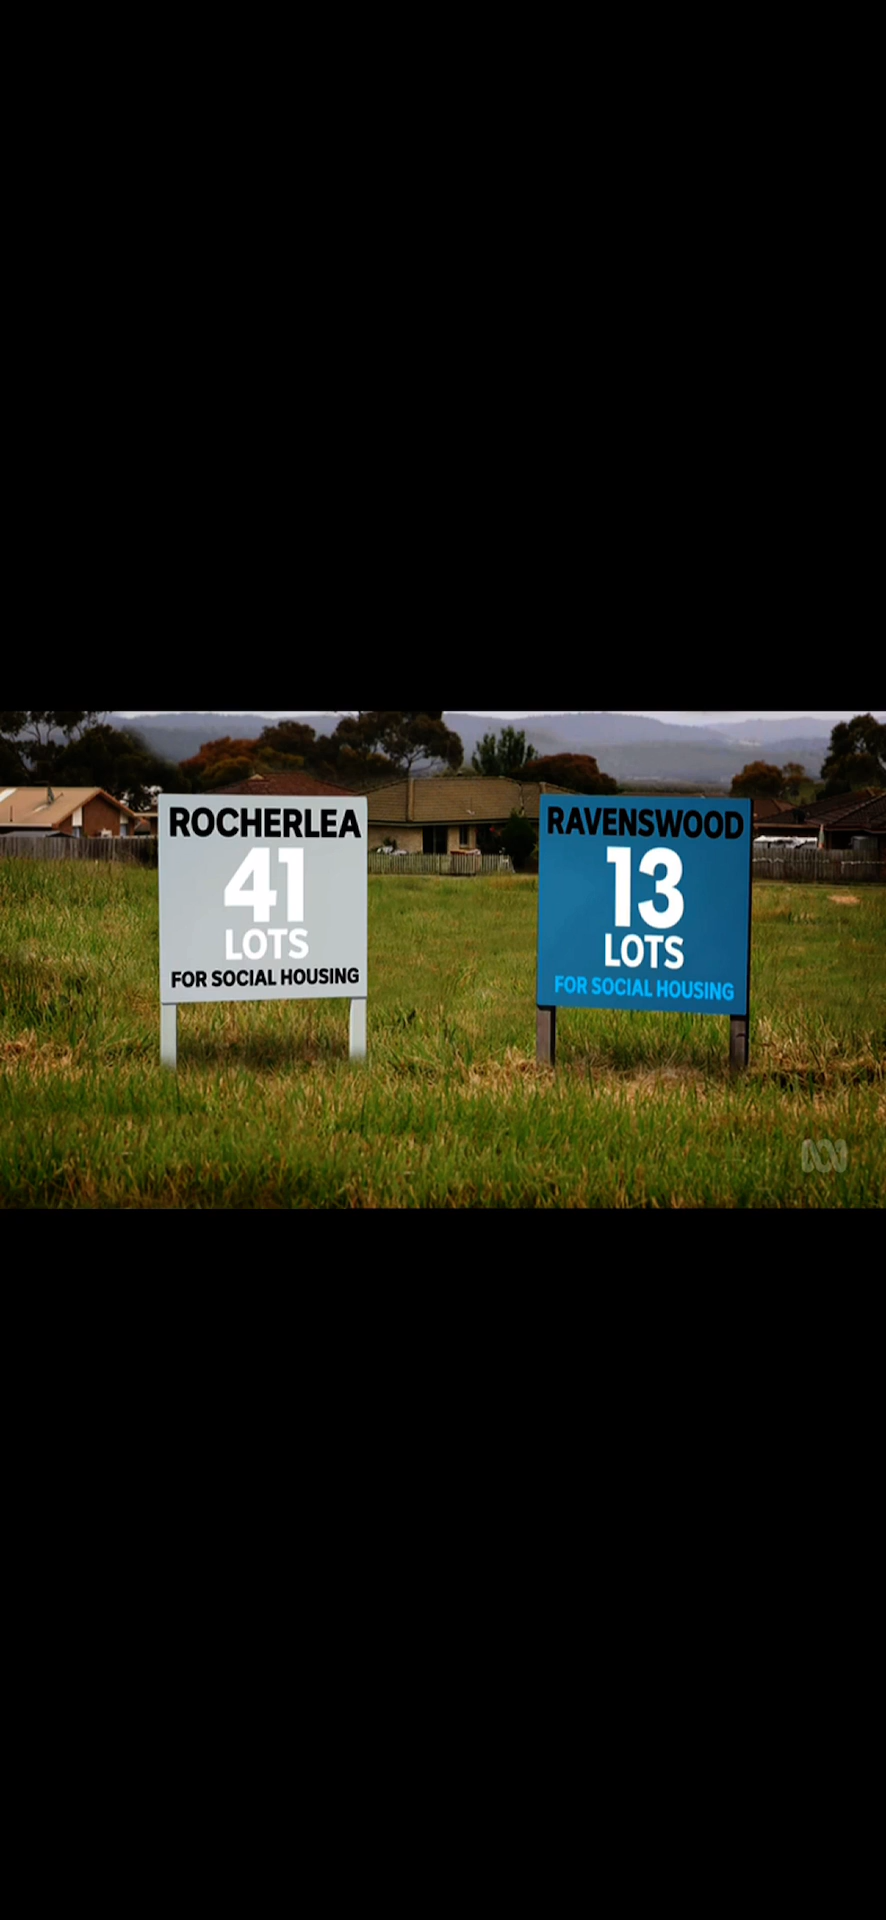 ROCHERLEA
41
LOTS
FOR SOCIAL HOUSING
RAVENSWOOD
13
LOTS
FOR SOCIAL HOUSING